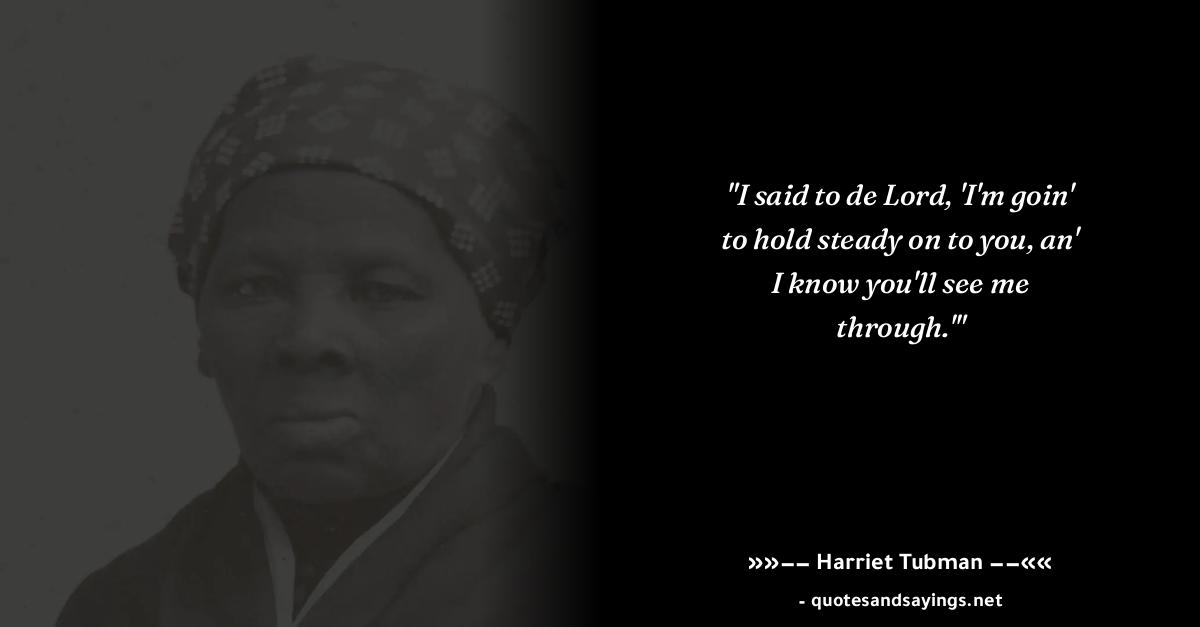 "I said to de Lord, 'I'm goin'
to hold steady on to you, an'
I know you'll see me
through.'"
»»−− Harriet Tubman −−««
- quotesandsayings.net